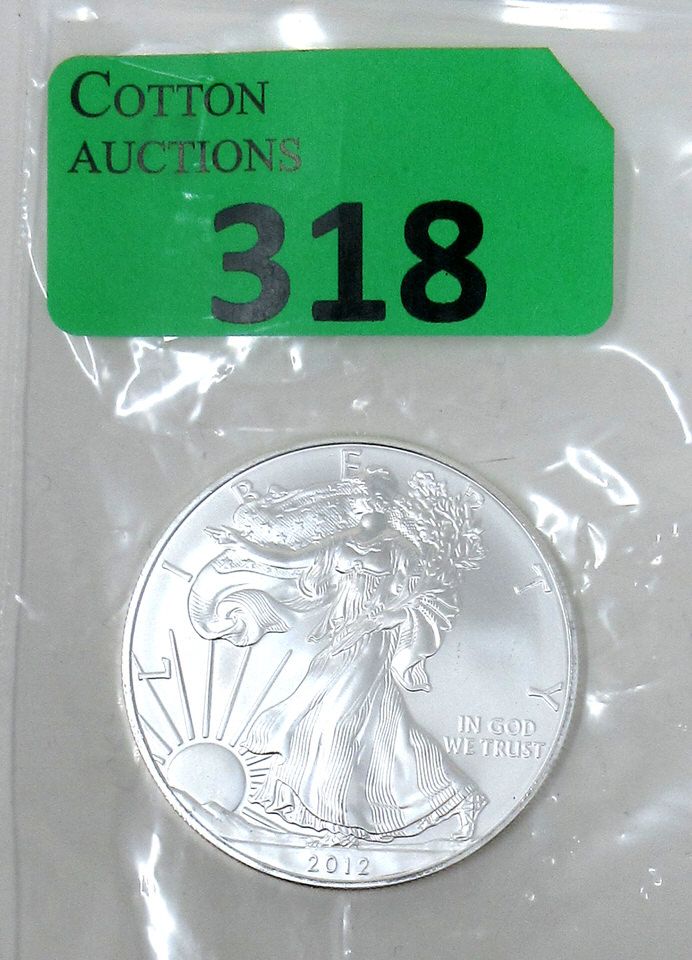 COTTON
AUCTIONS
318
LIBERTY
IN GOD
WE TRUST
2012